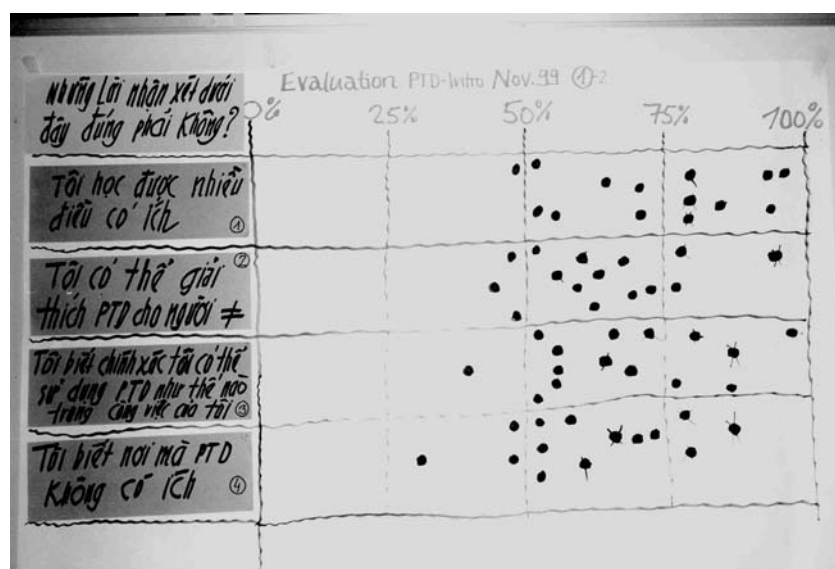 Evaluation PTD-Intro Nov. 99 ①-2
Những lời nhận xét dưới
đây đúng phải không?
0% 25% 50% 75% 100%
Tôi học được nhiều
điều có ích ①
Tôi có thể giải ②
thích PTD cho người ≠
Tôi biết chính xác tôi có thể
sử dụng PTD như thế nào
trong công việc của tôi ③
Tôi biết nơi mà PTD
không có ích ④